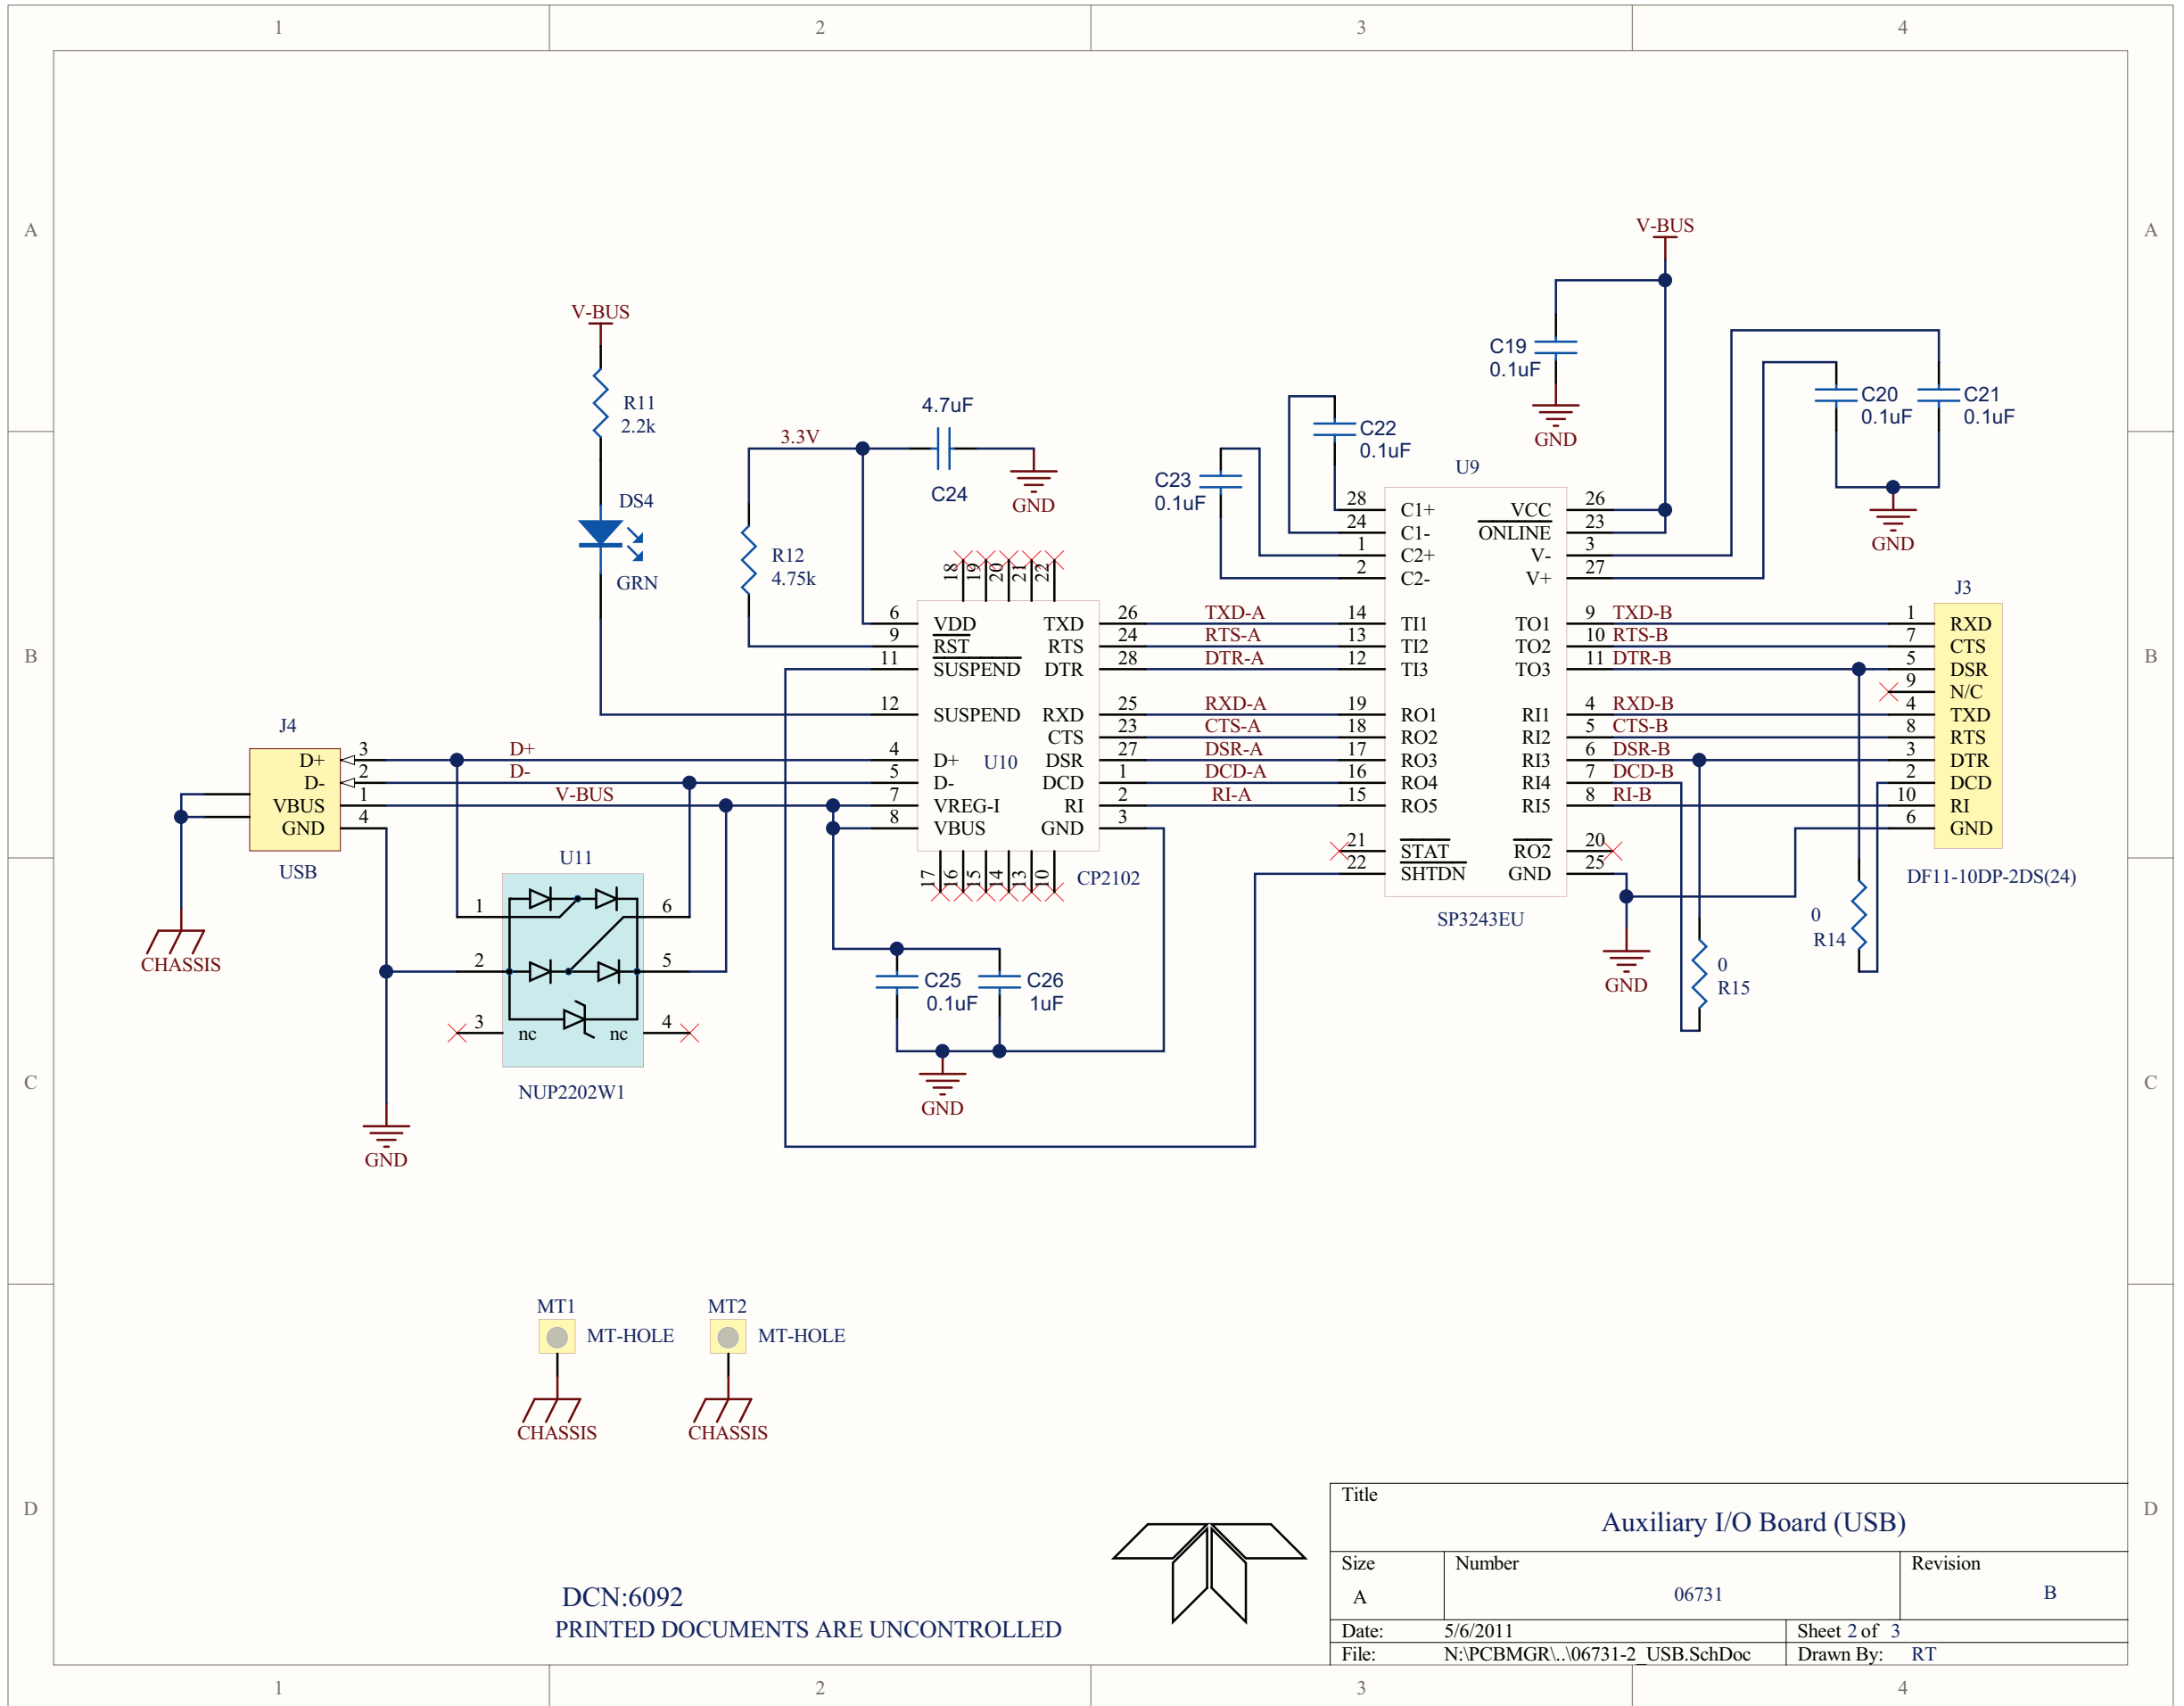 1 2 3 4
A A
V-BUS
V-BUS
C19
0.1uF
GND
R11
2.2k
4.7uF
C24
GND
3.3V
C22
0.1uF
C23
0.1uF
C20
0.1uF
C21
0.1uF
GND
DS4
GRN
R12
4.75k
U9
28 C1+ VCC 26
24 C1- ONLINE 23
1 C2+ V- 3
2 C2- V+ 27
J3
18 19 20 21 22
6 VDD TXD 26 TXD-A 14 TI1 TO1 9 TXD-B 1 RXD
9 RST RTS 24 RTS-A 13 TI2 TO2 10 RTS-B 7 CTS
11 SUSPEND DTR 28 DTR-A 12 TI3 TO3 11 DTR-B 5 DSR
9 N/C
12 SUSPEND RXD 25 RXD-A 19 RO1 RI1 4 RXD-B 4 TXD
CTS 23 CTS-A 18 RO2 RI2 5 CTS-B 8 RTS
J4
D+ 3 D+ 4 D+ U10 DSR 27 DSR-A 17 RO3 RI3 6 DSR-B 3 DTR
D- 2 D- 5 D- DCD 1 DCD-A 16 RO4 RI4 7 DCD-B 2 DCD
VBUS 1 V-BUS 7 VREG-I RI 2 RI-A 15 RO5 RI5 8 RI-B 10 RI
GND 4 8 VBUS GND 3 6 GND
21 STAT RO2 20
22 SHTDN GND 25
B B
USB
17 16 15 14 13 10
CP2102
SP3243EU
DF11-10DP-2DS(24)
U11
1 6
2 5
3 nc nc 4
NUP2202W1
CHASSIS
GND
C25
0.1uF
C26
1uF
GND
GND
0
R14
0
R15
C C
MT1
MT-HOLE
CHASSIS
MT2
MT-HOLE
CHASSIS
D D
DCN:6092
PRINTED DOCUMENTS ARE UNCONTROLLED
Title
Auxiliary I/O Board (USB)
Size
A
Number
06731
Revision
B
Date: 5/6/2011 Sheet 2 of 3
File: N:\PCBMGR\..\06731-2_USB.SchDoc Drawn By: RT
1 2 3 4